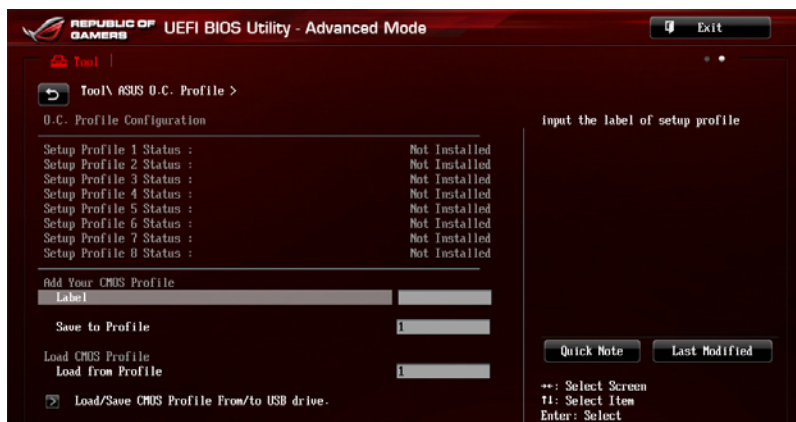 REPUBLIC OF GAMERS UEFI BIOS Utility - Advanced Mode Exit
Tool
Tool\ ASUS O.C. Profile >
O.C. Profile Configuration
input the label of setup profile
Setup Profile 1 Status : Not Installed
Setup Profile 2 Status : Not Installed
Setup Profile 3 Status : Not Installed
Setup Profile 4 Status : Not Installed
Setup Profile 5 Status : Not Installed
Setup Profile 6 Status : Not Installed
Setup Profile 7 Status : Not Installed
Setup Profile 8 Status : Not Installed
Add Your CMOS Profile
Label
Save to Profile 1
Load CMOS Profile
Load from Profile 1
Load/Save CMOS Profile From/to USB drive.
Quick Note Last Modified
→←: Select Screen
↑↓: Select Item
Enter: Select